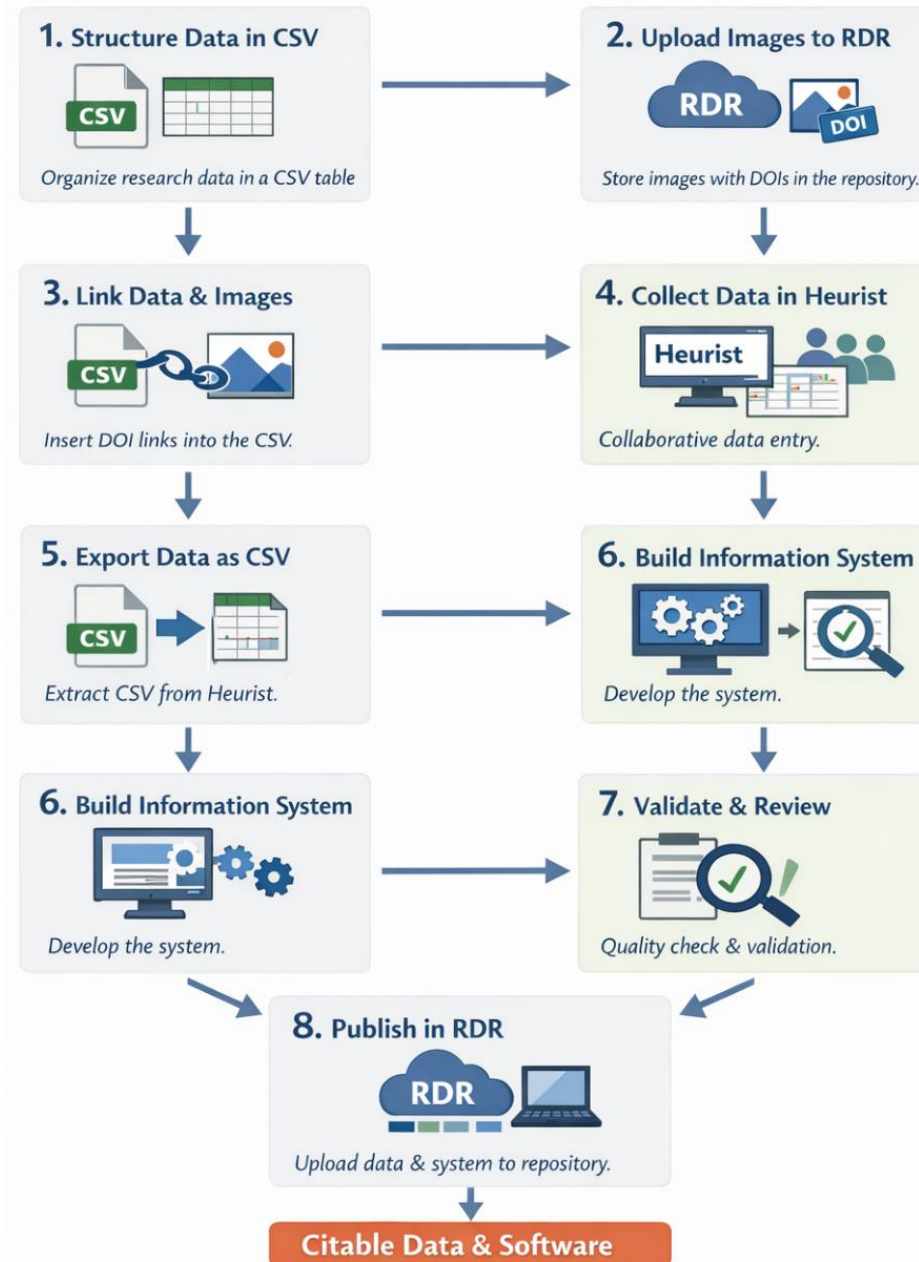 1. Structure Data in CSV
CSV
Organize research data in a CSV table
2. Upload Images to RDR
RDR
DOI
Store images with DOIs in the repository.
3. Link Data & Images
CSV
Insert DOI links into the CSV.
4. Collect Data in Heurist
Heurist
Collaborative data entry.
5. Export Data as CSV
CSV
Extract CSV from Heurist.
6. Build Information System
Develop the system.
6. Build Information System
Develop the system.
7. Validate & Review
Quality check & validation.
8. Publish in RDR
RDR
Upload data & system to repository.
Citable Data & Software